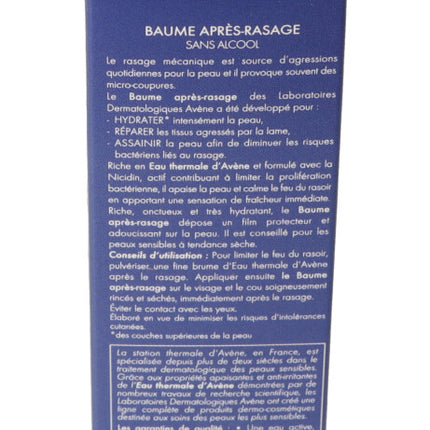 BAUME APRÈS-RASAGE
SANS ALCOOL
Le rasage mécanique est source d'agressions
quotidiennes pour la peau et il provoque souvent des
micro-coupures.
Le Baume après-rasage des Laboratoires
Dermatologiques Avène a été développé pour :
- HYDRATER* intensément la peau,
- RÉPARER les tissus agressés par la lame,
- ASSAINIR la peau afin de diminuer les risques
bactériens liés au rasage.
Riche en Eau thermale d'Avène et formulé avec la
Nicidin, actif contribuant à limiter la prolifération
bactérienne, il apaise la peau et calme le feu du rasoir
en apportant une sensation de fraîcheur immédiate.
Riche, onctueux et très hydratant, le Baume
après-rasage dépose un film protecteur et
adoucissant sur la peau. Il est conseillé pour les
peaux sensibles à tendance sèche.
Conseils d'utilisation : Pour limiter le feu du rasoir,
pulvériser une fine brume d'Eau thermale d'Avène
après le rasage. Appliquer ensuite le Baume
après-rasage sur le visage et le cou soigneusement
rincés et séchés, immédiatement après le rasage.
Éviter le contact avec les yeux.
Élaboré en vue de minimiser les risques d'intolérances
cutanées.
*des couches supérieures de la peau
La station thermale d'Avène, en France, est
spécialisée depuis plus de deux siècles dans le
traitement dermatologique des peaux sensibles.
Grâce aux propriétés apaisantes et anti-irritantes
de l'Eau thermale d'Avène démontrées par de
nombreux travaux de recherche scientifique, les
Laboratoires Dermatologiques Avène ont créé une
ligne complète de produits dermo-cosmétiques
destinée aux soins des peaux les plus sensibles.
Les garanties de qualité : • Une eau active,